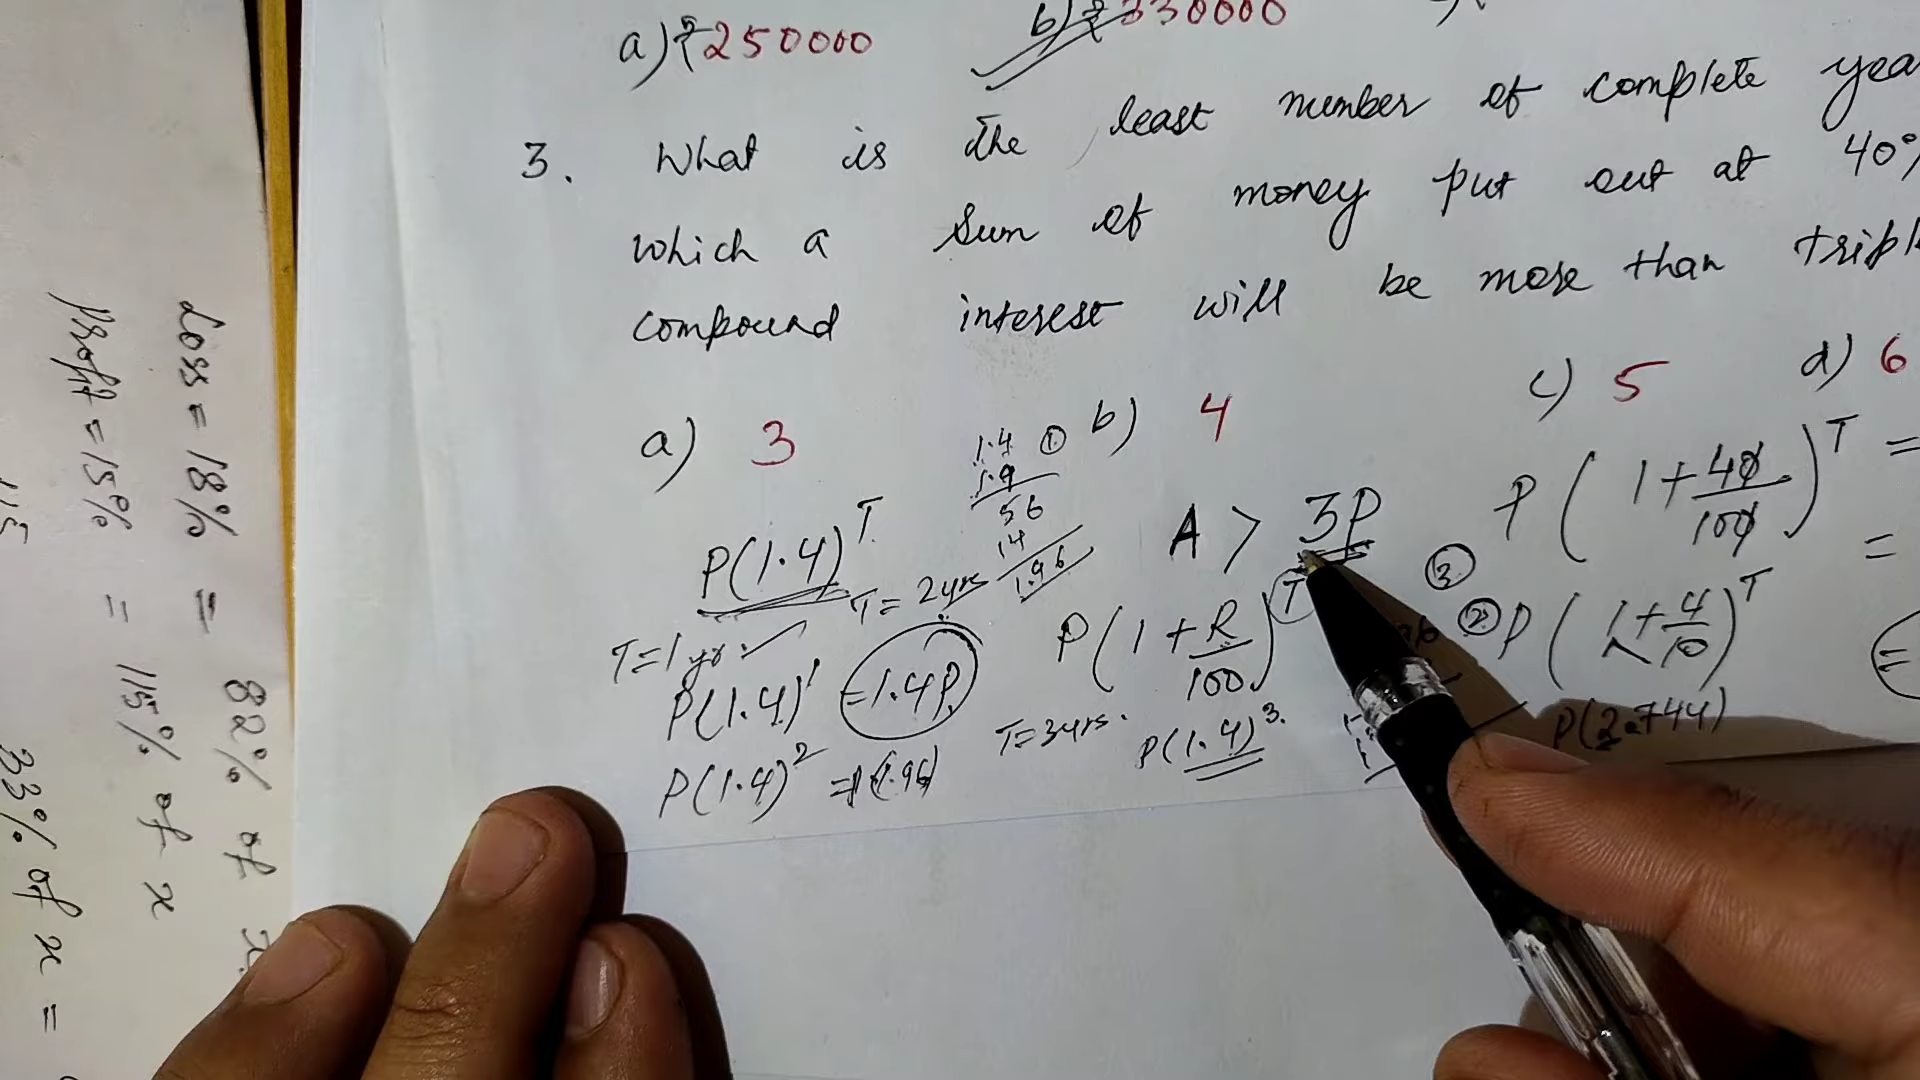 a) ₹250000 b) ₹330000
3. What is the least number of complete
which a sum of money put out at 40%
compound interest will be more than
a) 3 b) 4 c) 5 d) 6
1.4 ①
56
14
1.96
A > 3P
P(1 + 40/100)^T =
P(1.4)^T
T = 2yrs
P(1 + R/100)^T
③
② P(1 + 4/10)^T
=
T = 1 yr.
P(1.4)^1 = 1.4P
T = 3yrs.
P(1.4)^3.
P(2.744)
P(1.4)^2 = P(1.96)
Loss = 18% = 82% of x
Profit = 15% = 115% of x
33% of x =